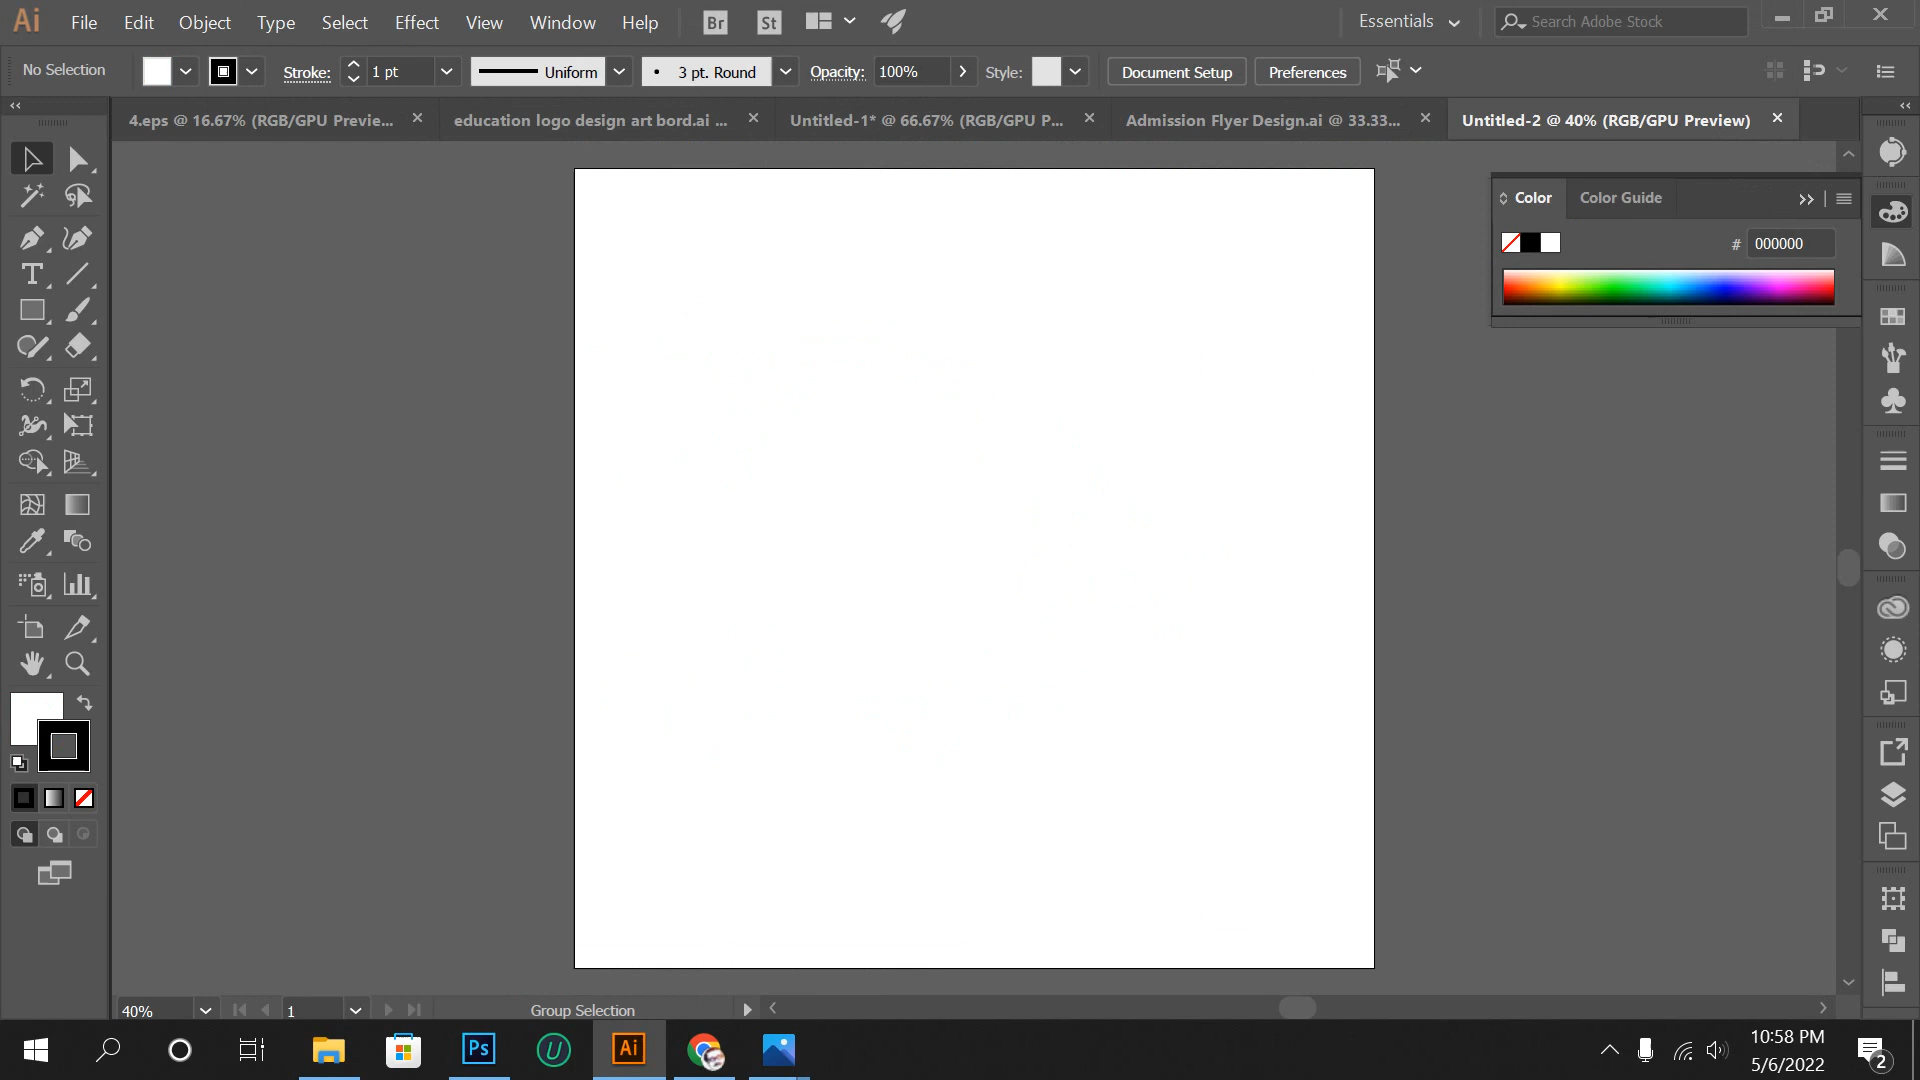 Ai File Edit Object Type Select Effect View Window Help Br St Essentials Search Adobe Stock
No Selection Stroke: 1 pt Uniform 3 pt. Round Opacity: 100% Style: Document Setup Preferences
4.eps @ 16.67% (RGB/GPU Previe... education logo design art bord.ai ... Untitled-1* @ 66.67% (RGB/GPU P... Admission Flyer Design.ai @ 33.33... Untitled-2 @ 40% (RGB/GPU Preview)
Color Color Guide
# 000000
T
40% 1 Group Selection
Ps U Ai
10:58 PM
5/6/2022
2